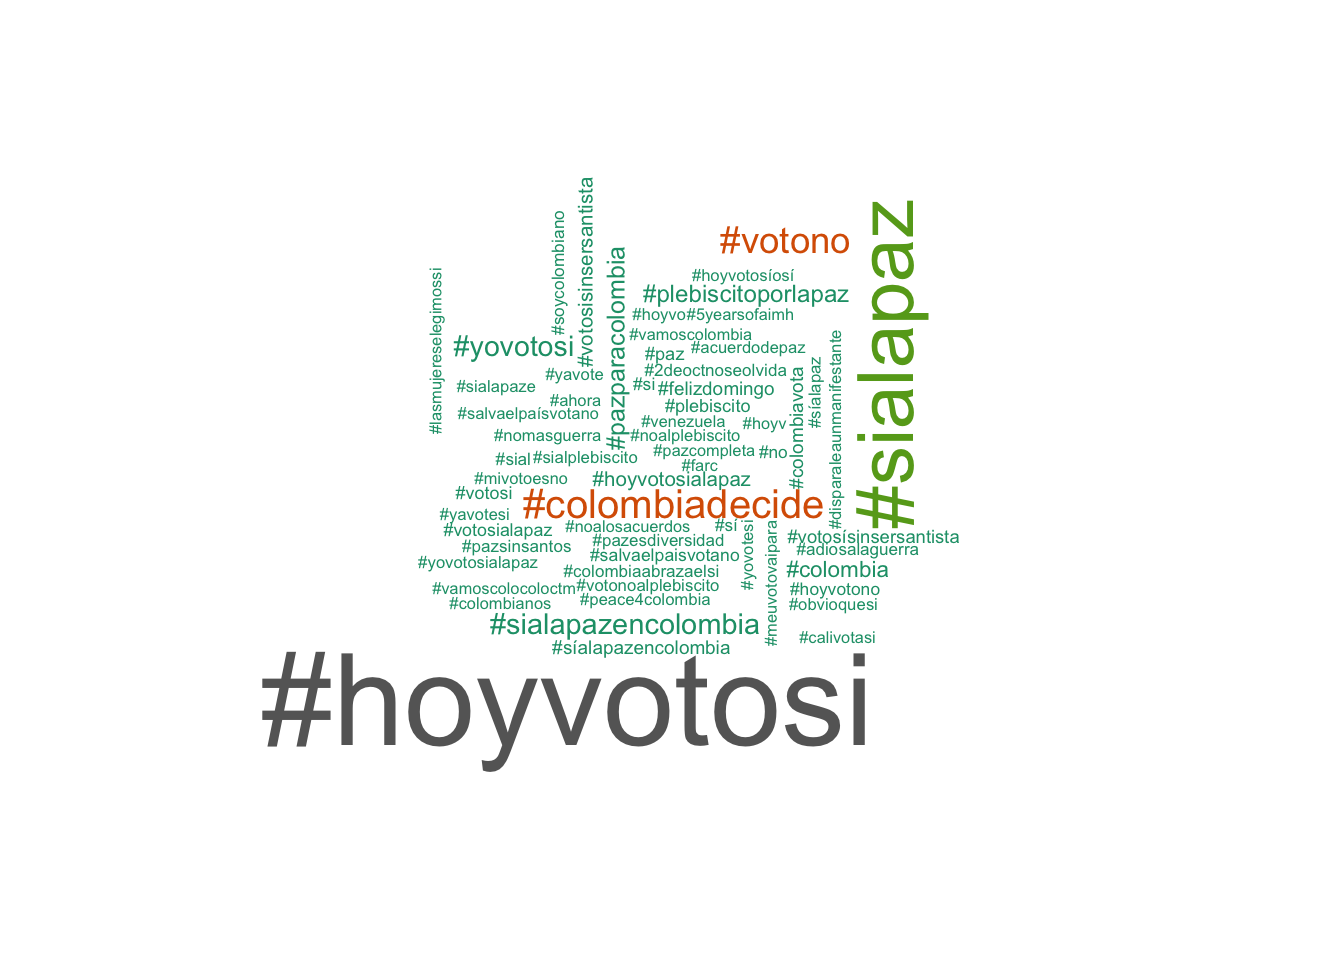 #lasmujereselegimossi
#soycolombiano
#votosisinsersantista
#pazparacolombia
#votono
#sialapaz
#hoyvotosíosí
#plebiscitoporlapaz
#hoyvo
#5yearsofaimh
#vamoscolombia
#yovotosi
#paz
#acuerdodepaz
#2deoctnoseolvida
#yavote
#si
#felizdomingo
#sialapaze
#ahora
#plebiscito
#colombiavota
#síalapaz
#disparaleaunmanifestante
#salvaelpaísvotano
#venezuela
#hoyv
#nomasguerra
#noalplebiscito
#pazcompleta
#no
#sial
#sialplebiscito
#farc
#mivotoesno
#hoyvotosialapaz
#votosi
#colombiadecide
#yavotesi
#noalosacuerdos
#sí
#yovotesi
#meuvotovaipara
#votosialapaz
#pazesdiversidad
#votosísinsersantista
#pazsinsantos
#salvaelpaisvotano
#adiosalaguerra
#yovotosialapaz
#colombiaabrazaelsi
#colombia
#vamoscolocoloctm
#votonoalplebiscito
#hoyvotono
#colombianos
#peace4colombia
#obvioquesi
#sialapazencolombia
#calivotasi
#síalapazencolombia
#hoyvotosi